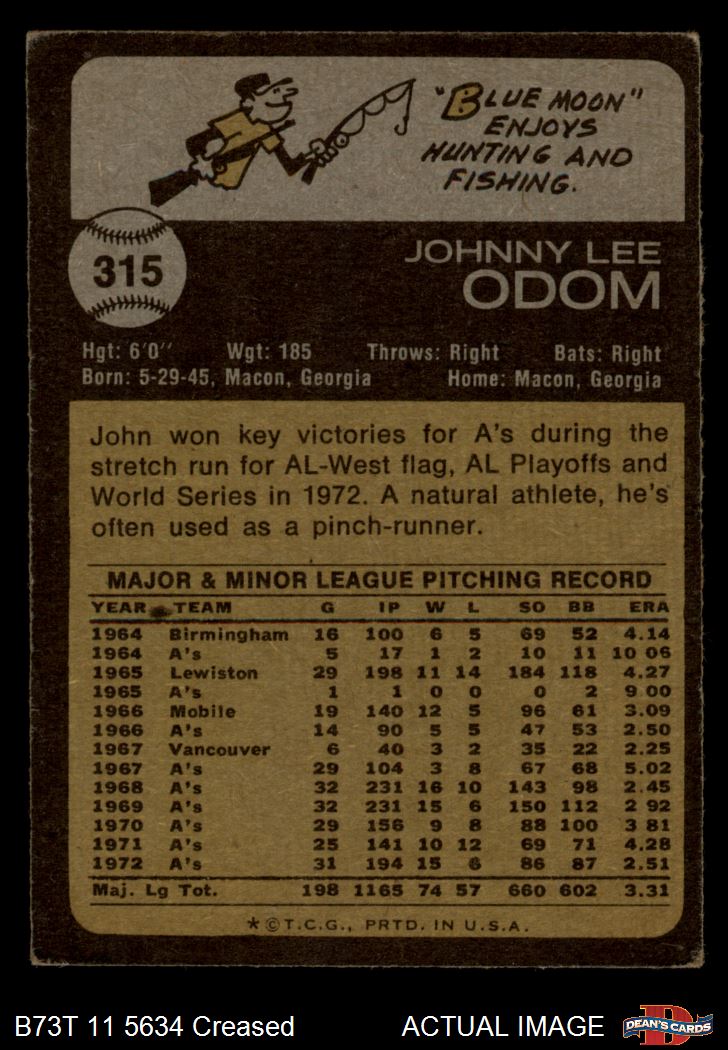 "BLUE MOON"
ENJOYS
HUNTING AND
FISHING.
315
JOHNNY LEE
ODOM
Hgt: 6'0" Wgt: 185 Throws: Right Bats: Right
Born: 5-29-45, Macon, Georgia Home: Macon, Georgia
John won key victories for A's during the
stretch run for AL-West flag, AL Playoffs and
World Series in 1972. A natural athlete, he's
often used as a pinch-runner.
MAJOR & MINOR LEAGUE PITCHING RECORD
YEAR TEAM G IP W L SO BB ERA
1964 Birmingham 16 100 6 5 69 52 4.14
1964 A's 5 17 1 2 10 11 10 06
1965 Lewiston 29 198 11 14 184 118 4.27
1965 A's 1 1 0 0 0 2 9.00
1966 Mobile 19 140 12 5 96 61 3.09
1966 A's 14 90 5 5 47 53 2.50
1967 Vancouver 6 40 3 2 35 22 2.25
1967 A's 29 104 3 8 67 68 5.02
1968 A's 32 231 16 10 143 98 2.45
1969 A's 32 231 15 6 150 112 2 92
1970 A's 29 156 9 8 88 100 3 81
1971 A's 25 141 10 12 69 71 4.28
1972 A's 31 194 15 6 86 87 2.51
Maj. Lg Tot. 198 1165 74 57 660 602 3.31
*©T.C.G., PRTD. IN U.S.A.
B73T 11 5634 Creased ACTUAL IMAGE DEAN'S CARDS